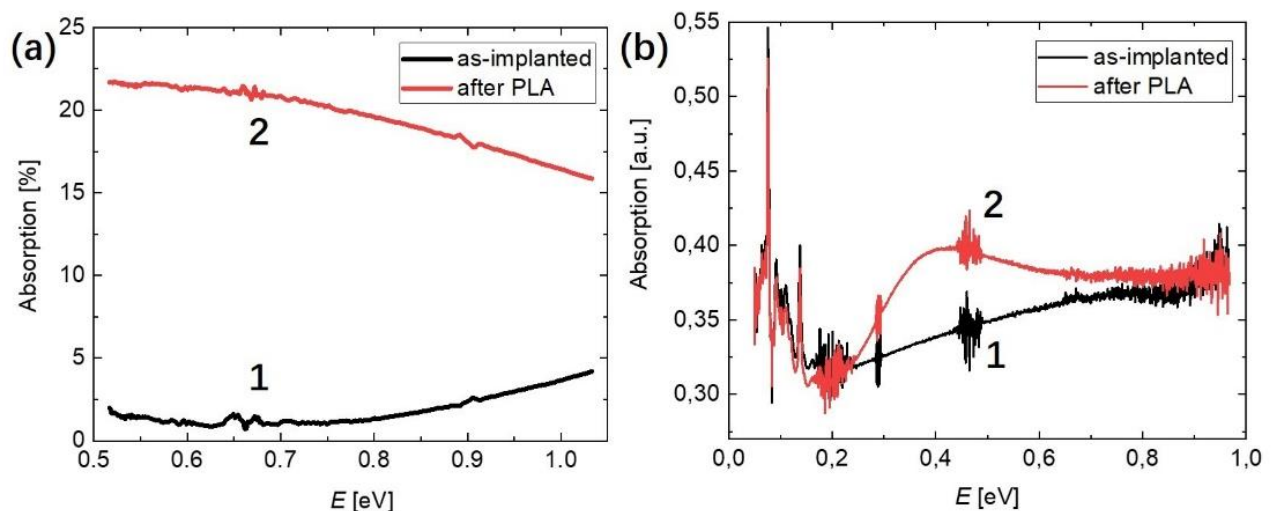 (a)
25
20
15
10
5
0
0.5 0.6 0.7 0.8 0.9 1.0
E [eV]
Absorption [%]
as-implanted
after PLA
2
1
(b)
0,55
0,50
0,45
0,40
0,35
0,30
0,0 0,2 0,4 0,6 0,8 1,0
E [eV]
Absorption [a.u.]
as-implanted
after PLA
2
1